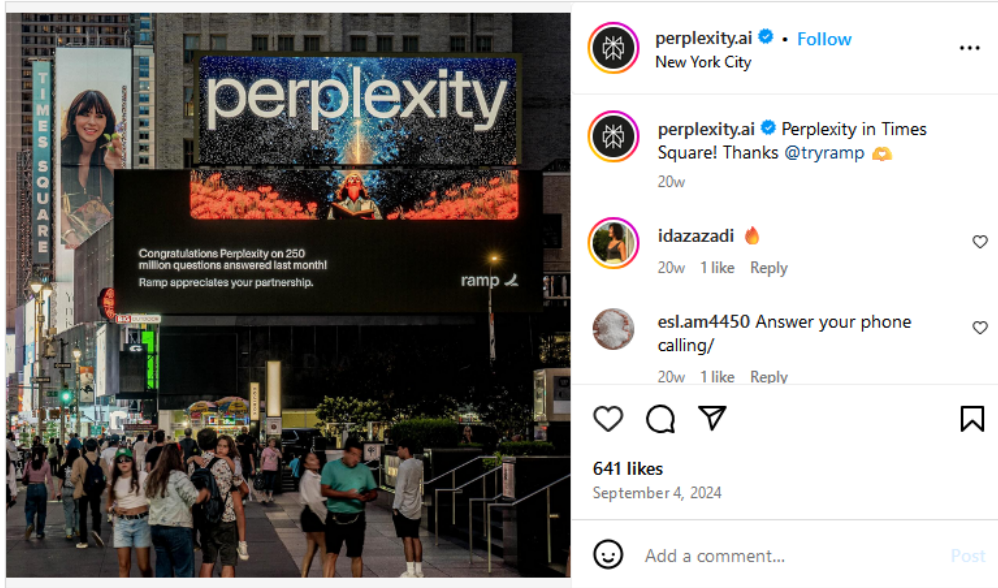 perplexity
TIMES SQUARE
Congratulations Perplexity on 250
million questions answered last month!
Ramp appreciates your partnership.
ramp
perplexity.ai • Follow
New York City
perplexity.ai Perplexity in Times
Square! Thanks @tryramp 🫶
20w
idazazadi 🔥
20w 1 like Reply
esl.am4450 Answer your phone
calling/
20w 1 like Reply
641 likes
September 4, 2024
Add a comment...
Post